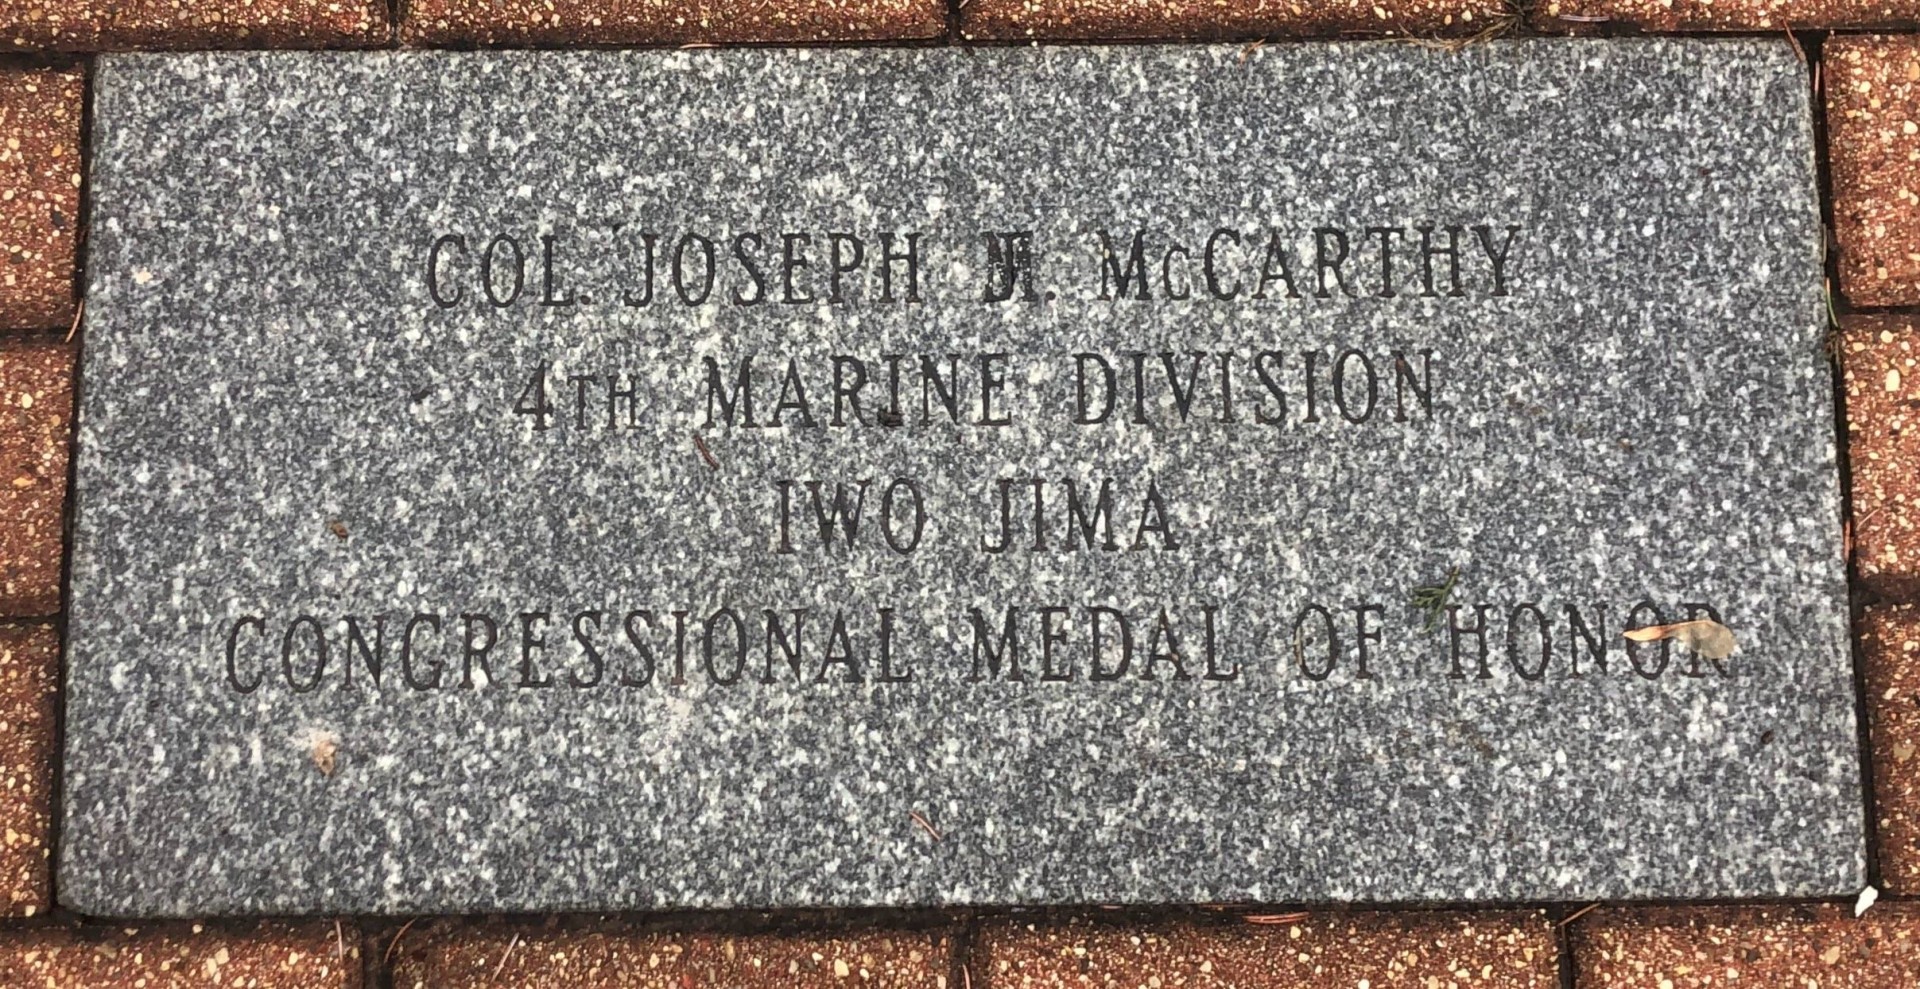 COL. JOSEPH J. McCARTHY
4TH MARINE DIVISION
IWO JIMA
CONGRESSIONAL MEDAL OF HONOR